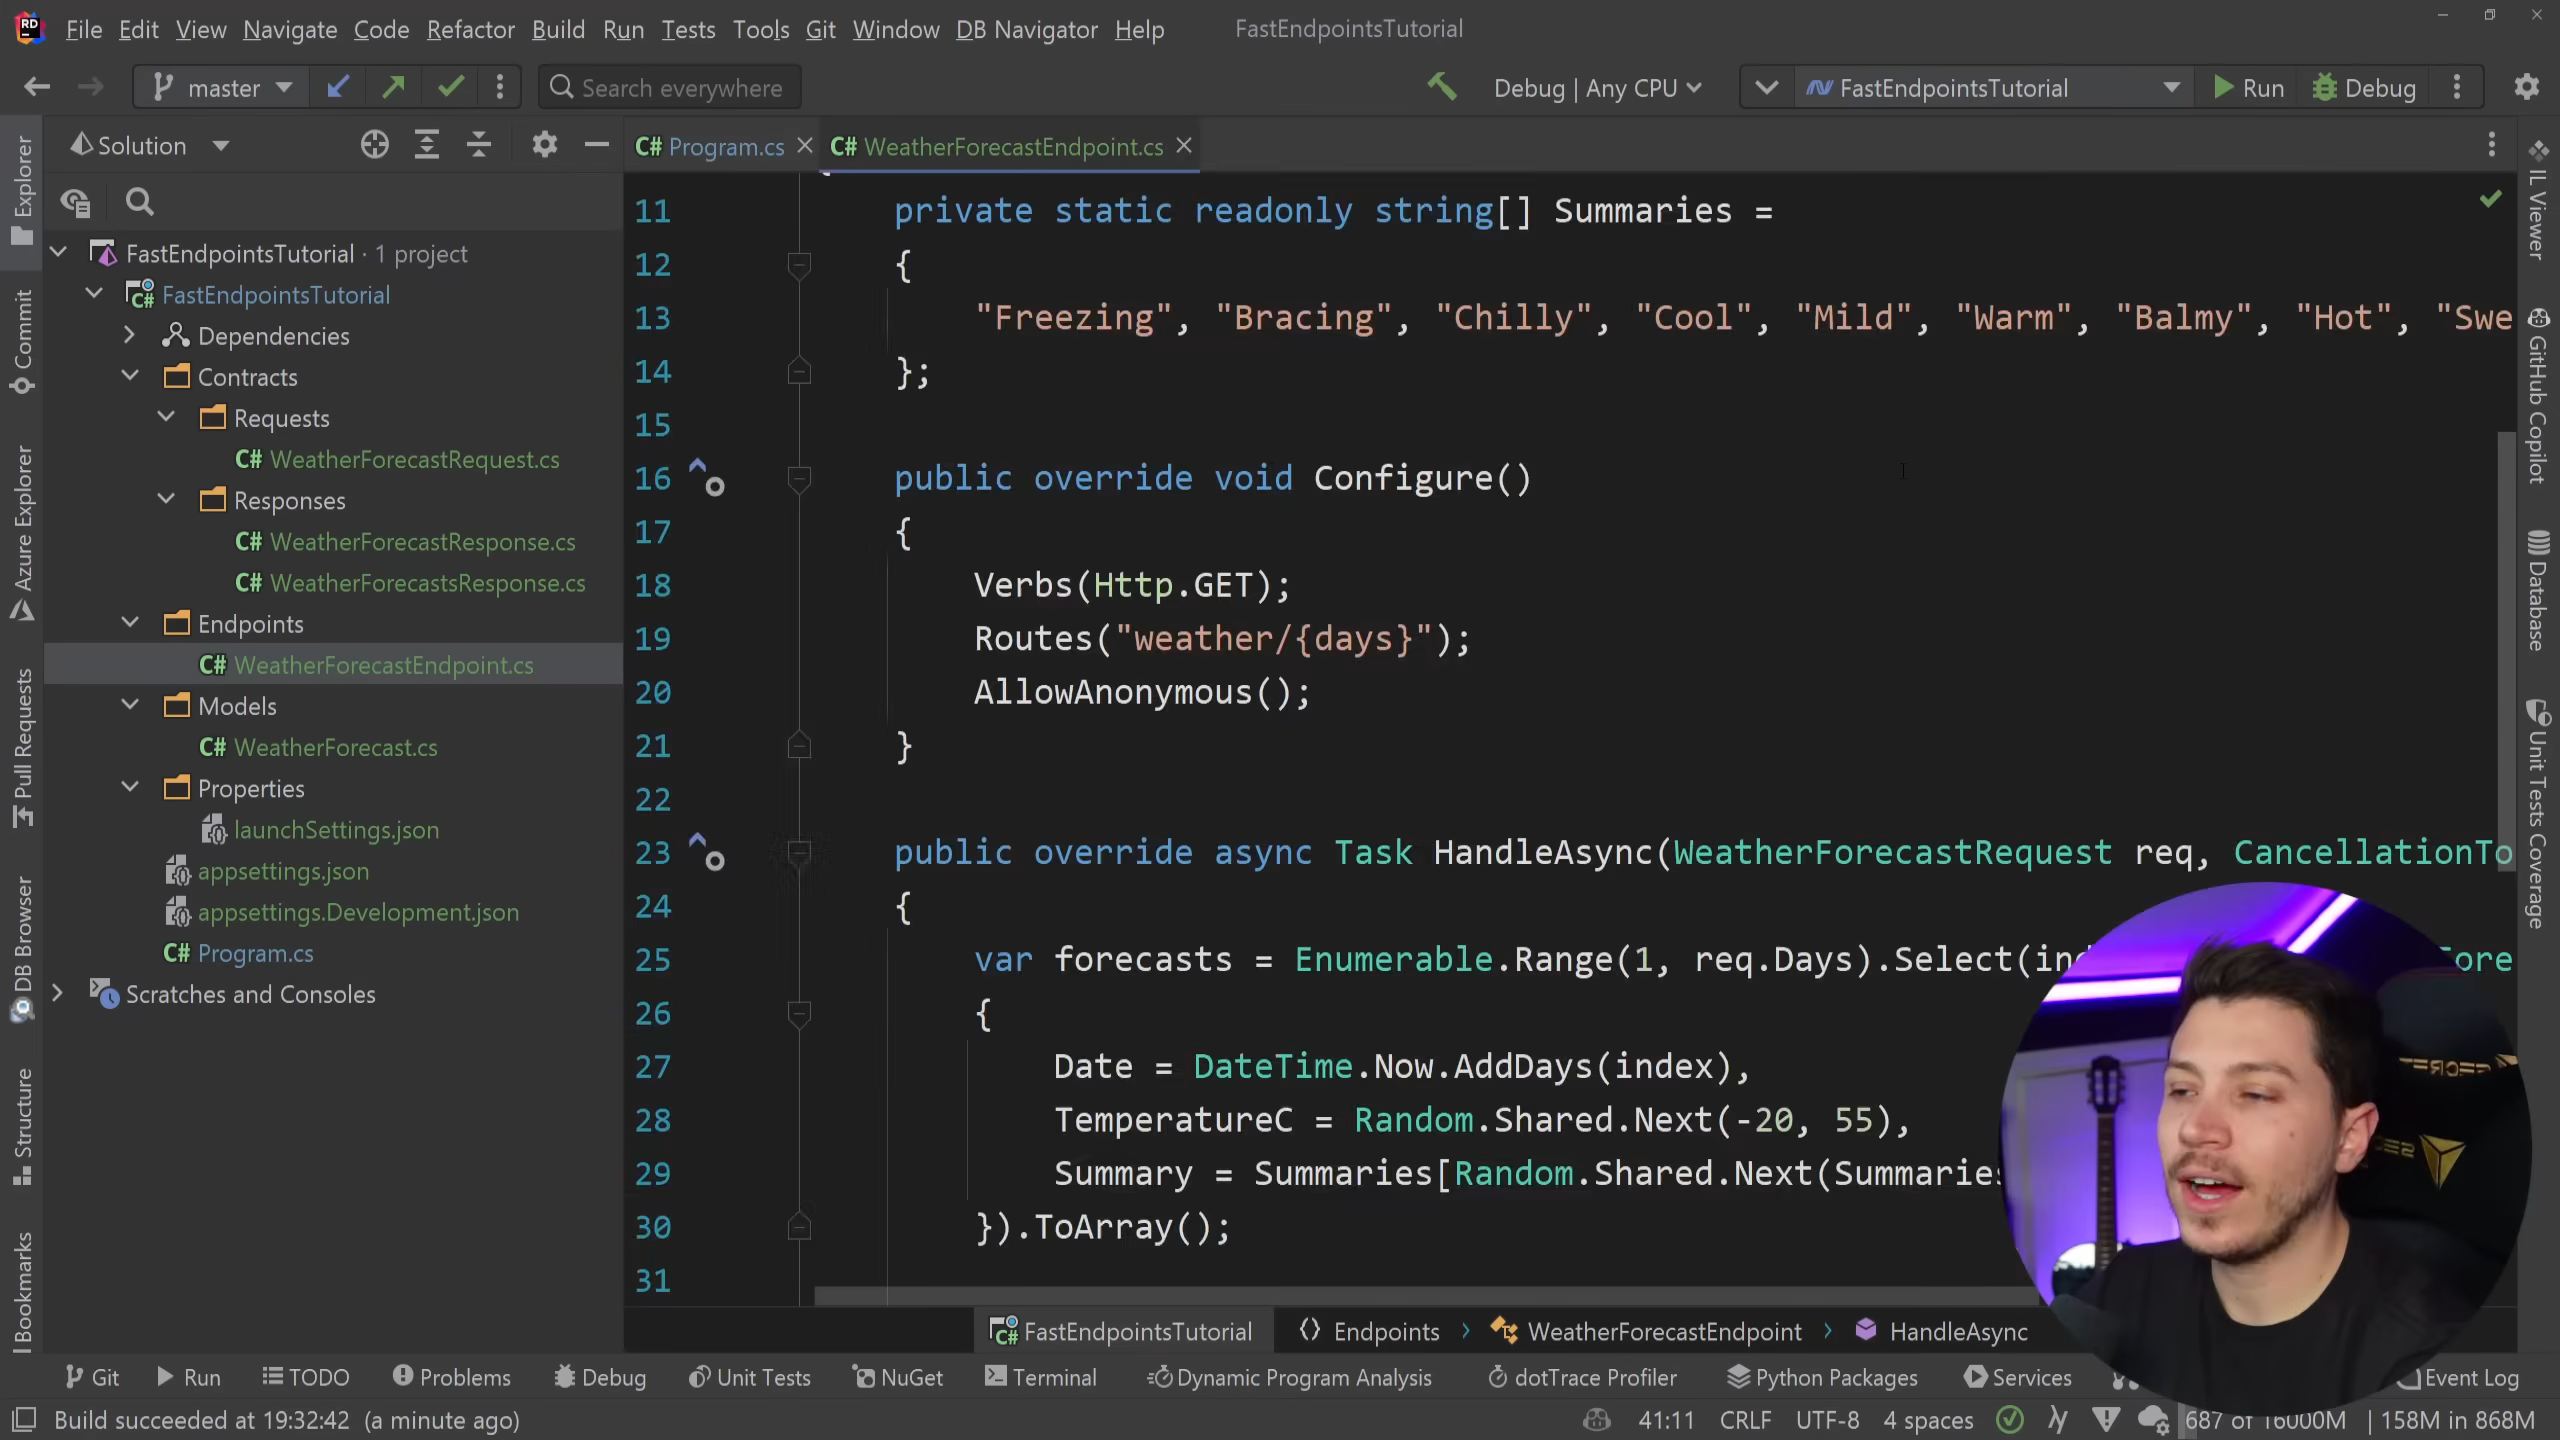 RD File Edit View Navigate Code Refactor Build Run Tests Tools Git Window DB Navigator Help FastEndpointsTutorial
master Search everywhere Debug | Any CPU FastEndpointsTutorial Run Debug
Solution
C# Program.cs C# WeatherForecastEndpoint.cs
Explorer
Commit
Azure Explorer
Pull Requests
DB Browser
Structure
Bookmarks
FastEndpointsTutorial · 1 project
C# FastEndpointsTutorial
Dependencies
Contracts
Requests
C# WeatherForecastRequest.cs
Responses
C# WeatherForecastResponse.cs
C# WeatherForecastsResponse.cs
Endpoints
C# WeatherForecastEndpoint.cs
Models
C# WeatherForecast.cs
Properties
launchSettings.json
appsettings.json
appsettings.Development.json
C# Program.cs
Scratches and Consoles
11 private static readonly string[] Summaries =
12 {
13 "Freezing", "Bracing", "Chilly", "Cool", "Mild", "Warm", "Balmy", "Hot", "Swe
14 };
15
16 public override void Configure()
17 {
18 Verbs(Http.GET);
19 Routes("weather/{days}");
20 AllowAnonymous();
21 }
22
23 public override async Task HandleAsync(WeatherForecastRequest req, CancellationTo
24 {
25 var forecasts = Enumerable.Range(1, req.Days).Select(ind ore
26 {
27 Date = DateTime.Now.AddDays(index),
28 TemperatureC = Random.Shared.Next(-20, 55),
29 Summary = Summaries[Random.Shared.Next(Summaries
30 }).ToArray();
31
IL Viewer
GitHub Copilot
Database
Unit Tests Coverage
C# FastEndpointsTutorial Endpoints › WeatherForecastEndpoint › HandleAsync
Git Run TODO Problems Debug Unit Tests NuGet Terminal Dynamic Program Analysis dotTrace Profiler Python Packages Services Event Log
Build succeeded at 19:32:42 (a minute ago) 41:11 CRLF UTF-8 4 spaces 687 of 16000M 158M in 868M